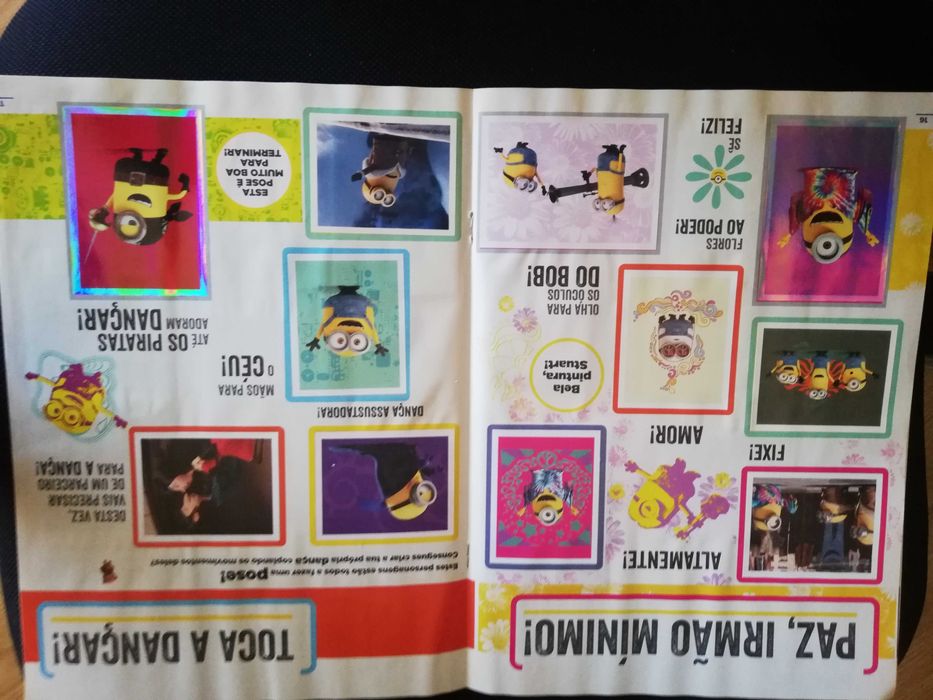 PAZ, IRMÃO MÍNIMO!
ALTAMENTE!
FIXE!
AMOR!
Bela
pintura,
Stuart!
OLHA PARA
OS ÓCULOS
DO BOB!
FLORES
AO PODER!
SÊ
FELIZ!
16
TOCA A DANÇAR!
Estes personagens estão todos a fazer uma pose!
Consegues criar a tua própria dança copiando os movimentos deles?
DESTA VEZ,
VAIS PRECISAR
DE UM PARCEIRO
PARA A DANÇA!
DANÇA ASSUSTADORA!
MÃOS PARA
O CÉU!
ATÉ OS PIRATAS
ADORAM DANÇAR!
ESTA
POSE É
MUITO BOA
PARA
TERMINAR!